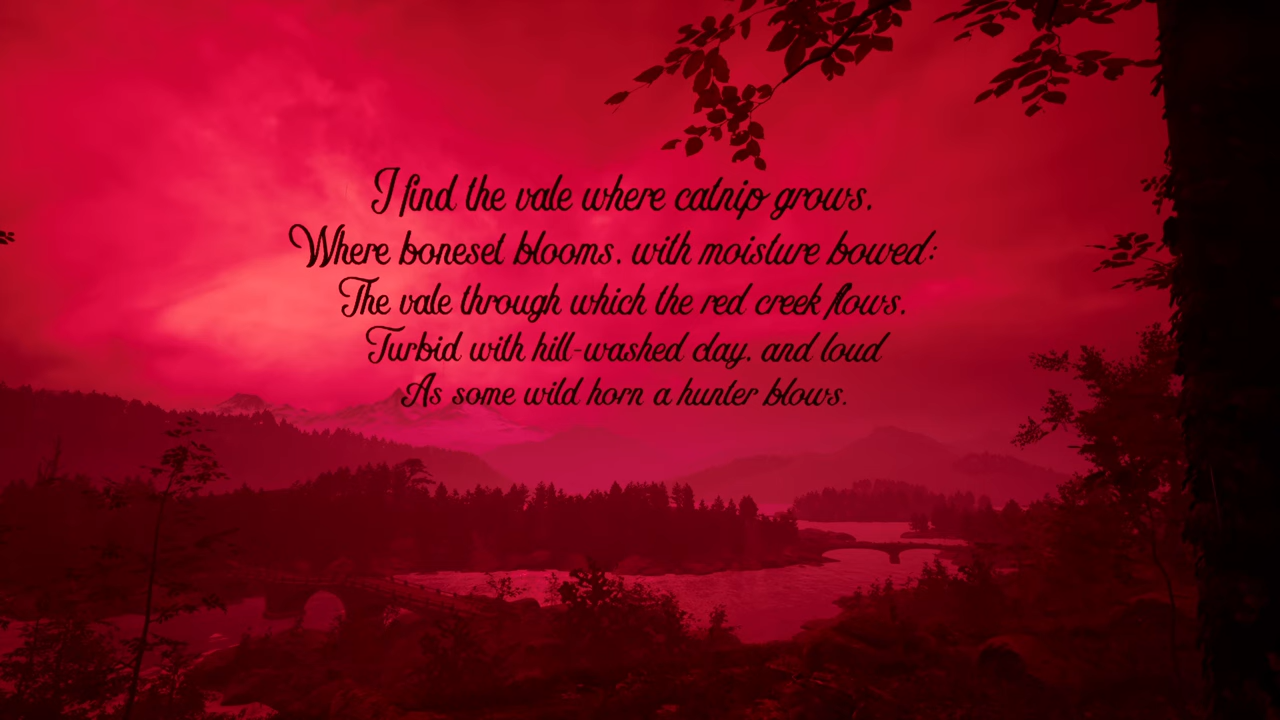 I find the vale where catnip grows,
Where boneset blooms, with moisture bowed;
The vale through which the red creek flows,
Turbid with hill-washed clay, and loud
As some wild horn a hunter blows.